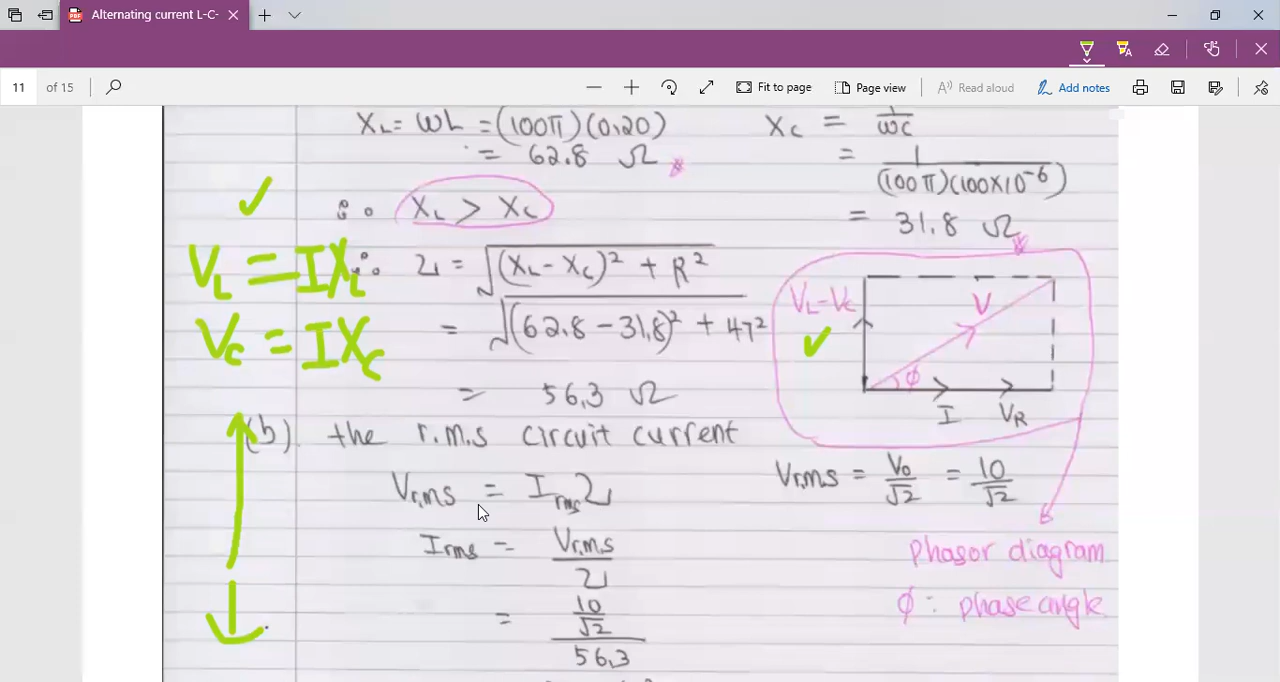 Alternating current L-C-
11 of 15
Fit to page
Page view
Read aloud
Add notes
XL = ωL = (100π)(0.20)
= 62.8 Ω
XC = 1/ωC
= 1/(100π)(100×10^-6)
= 31.8 Ω
∴ XL > XC
VL = IXL
VC = IXC
∴ Z = √(XL-XC)² + R²
= √(62.8-31.8)² + 47²
= 56.3 Ω
VL-VC
V
φ
I
VR
(b) the r.m.s circuit current
Vr.m.s = Irms Z
Irms = Vr.m.s/Z
= 10/√2 / 56.3
Vr.m.s = V0/√2 = 10/√2
phasor diagram
φ: phase angle